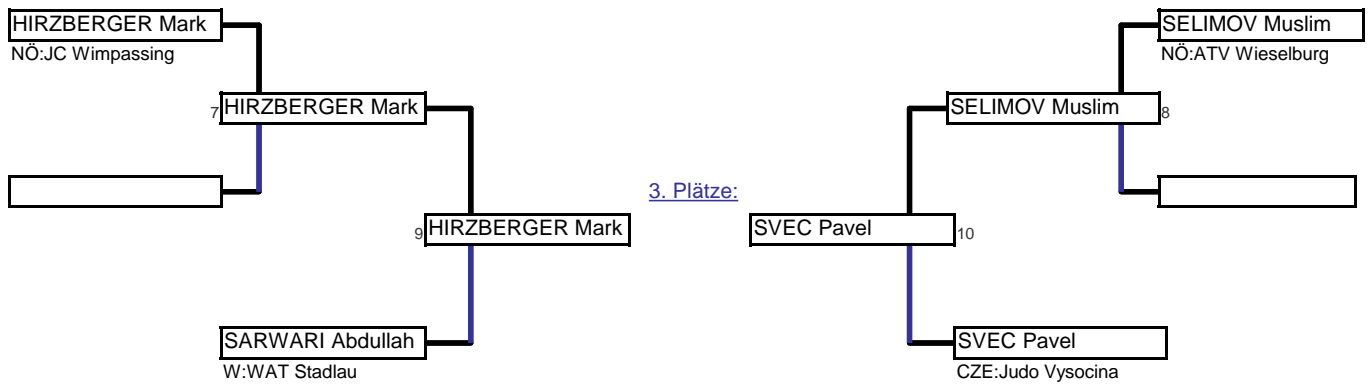 HIRZBERGER Mark
NÖ:JC Wimpassing
SELIMOV Muslim
NÖ:ATV Wieselburg
7 HIRZBERGER Mark
SELIMOV Muslim 8
3. Plätze:
9 HIRZBERGER Mark
SVEC Pavel 10
SARWARI Abdullah
W:WAT Stadlau
SVEC Pavel
CZE:Judo Vysocina